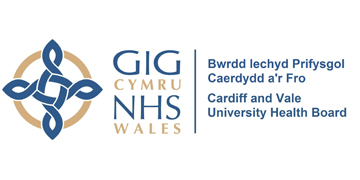 GIG
CYMRU
NHS
WALES
Bwrdd Iechyd Prifysgol
Caerdydd a'r Fro
Cardiff and Vale
University Health Board